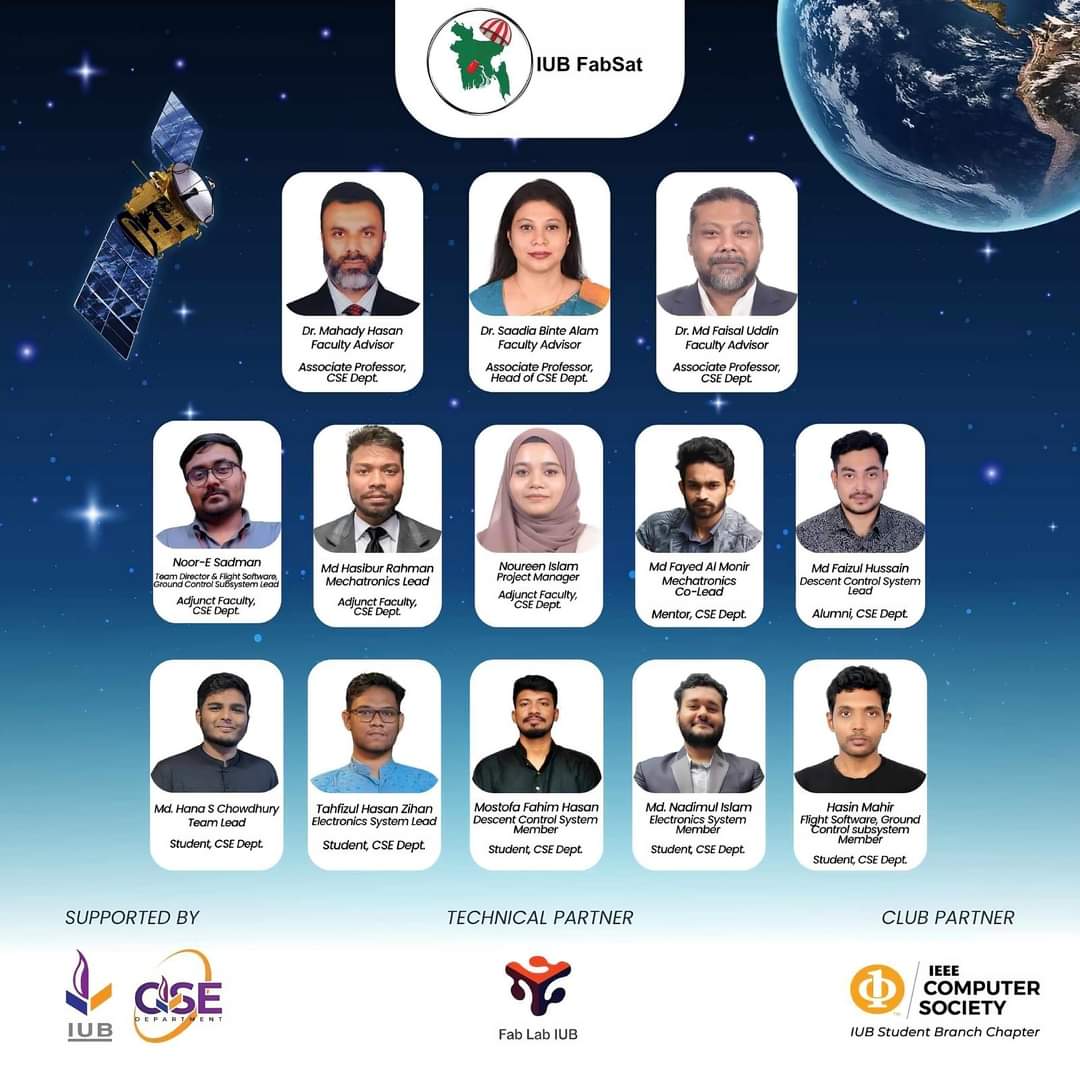 IUB FabSat
Dr. Mahady Hasan
Faculty Advisor
Associate Professor,
CSE Dept.
Dr. Saadia Binte Alam
Faculty Advisor
Associate Professor,
Head of CSE Dept.
Dr. Md Faisal Uddin
Faculty Advisor
Associate Professor,
CSE Dept.
Noor-E Sadman
Team Director & Flight Software,
Ground Control Subsystem Lead
Adjunct Faculty,
CSE Dept.
Md Hasibur Rahman
Mechatronics Lead
Adjunct Faculty,
CSE Dept.
Noureen Islam
Project Manager
Adjunct Faculty,
CSE Dept.
Md Fayed Al Monir
Mechatronics
Co-Lead
Mentor, CSE Dept.
Md Faizul Hussain
Descent Control System
Lead
Alumni, CSE Dept.
Md. Hana S Chowdhury
Team Lead
Student, CSE Dept.
Tahfizul Hasan Zihan
Electronics System Lead
Student, CSE Dept.
Mostofa Fahim Hasan
Descent Control System
Member
Student, CSE Dept.
Md. Nadimul Islam
Electronics System
Member
Student, CSE Dept.
Hasin Mahir
Flight Software, Ground
Control subsystem
Member
Student, CSE Dept.
SUPPORTED BY
IUB
CSE
DEPARTMENT
TECHNICAL PARTNER
Fab Lab IUB
CLUB PARTNER
IEEE
COMPUTER
SOCIETY
IUB Student Branch Chapter